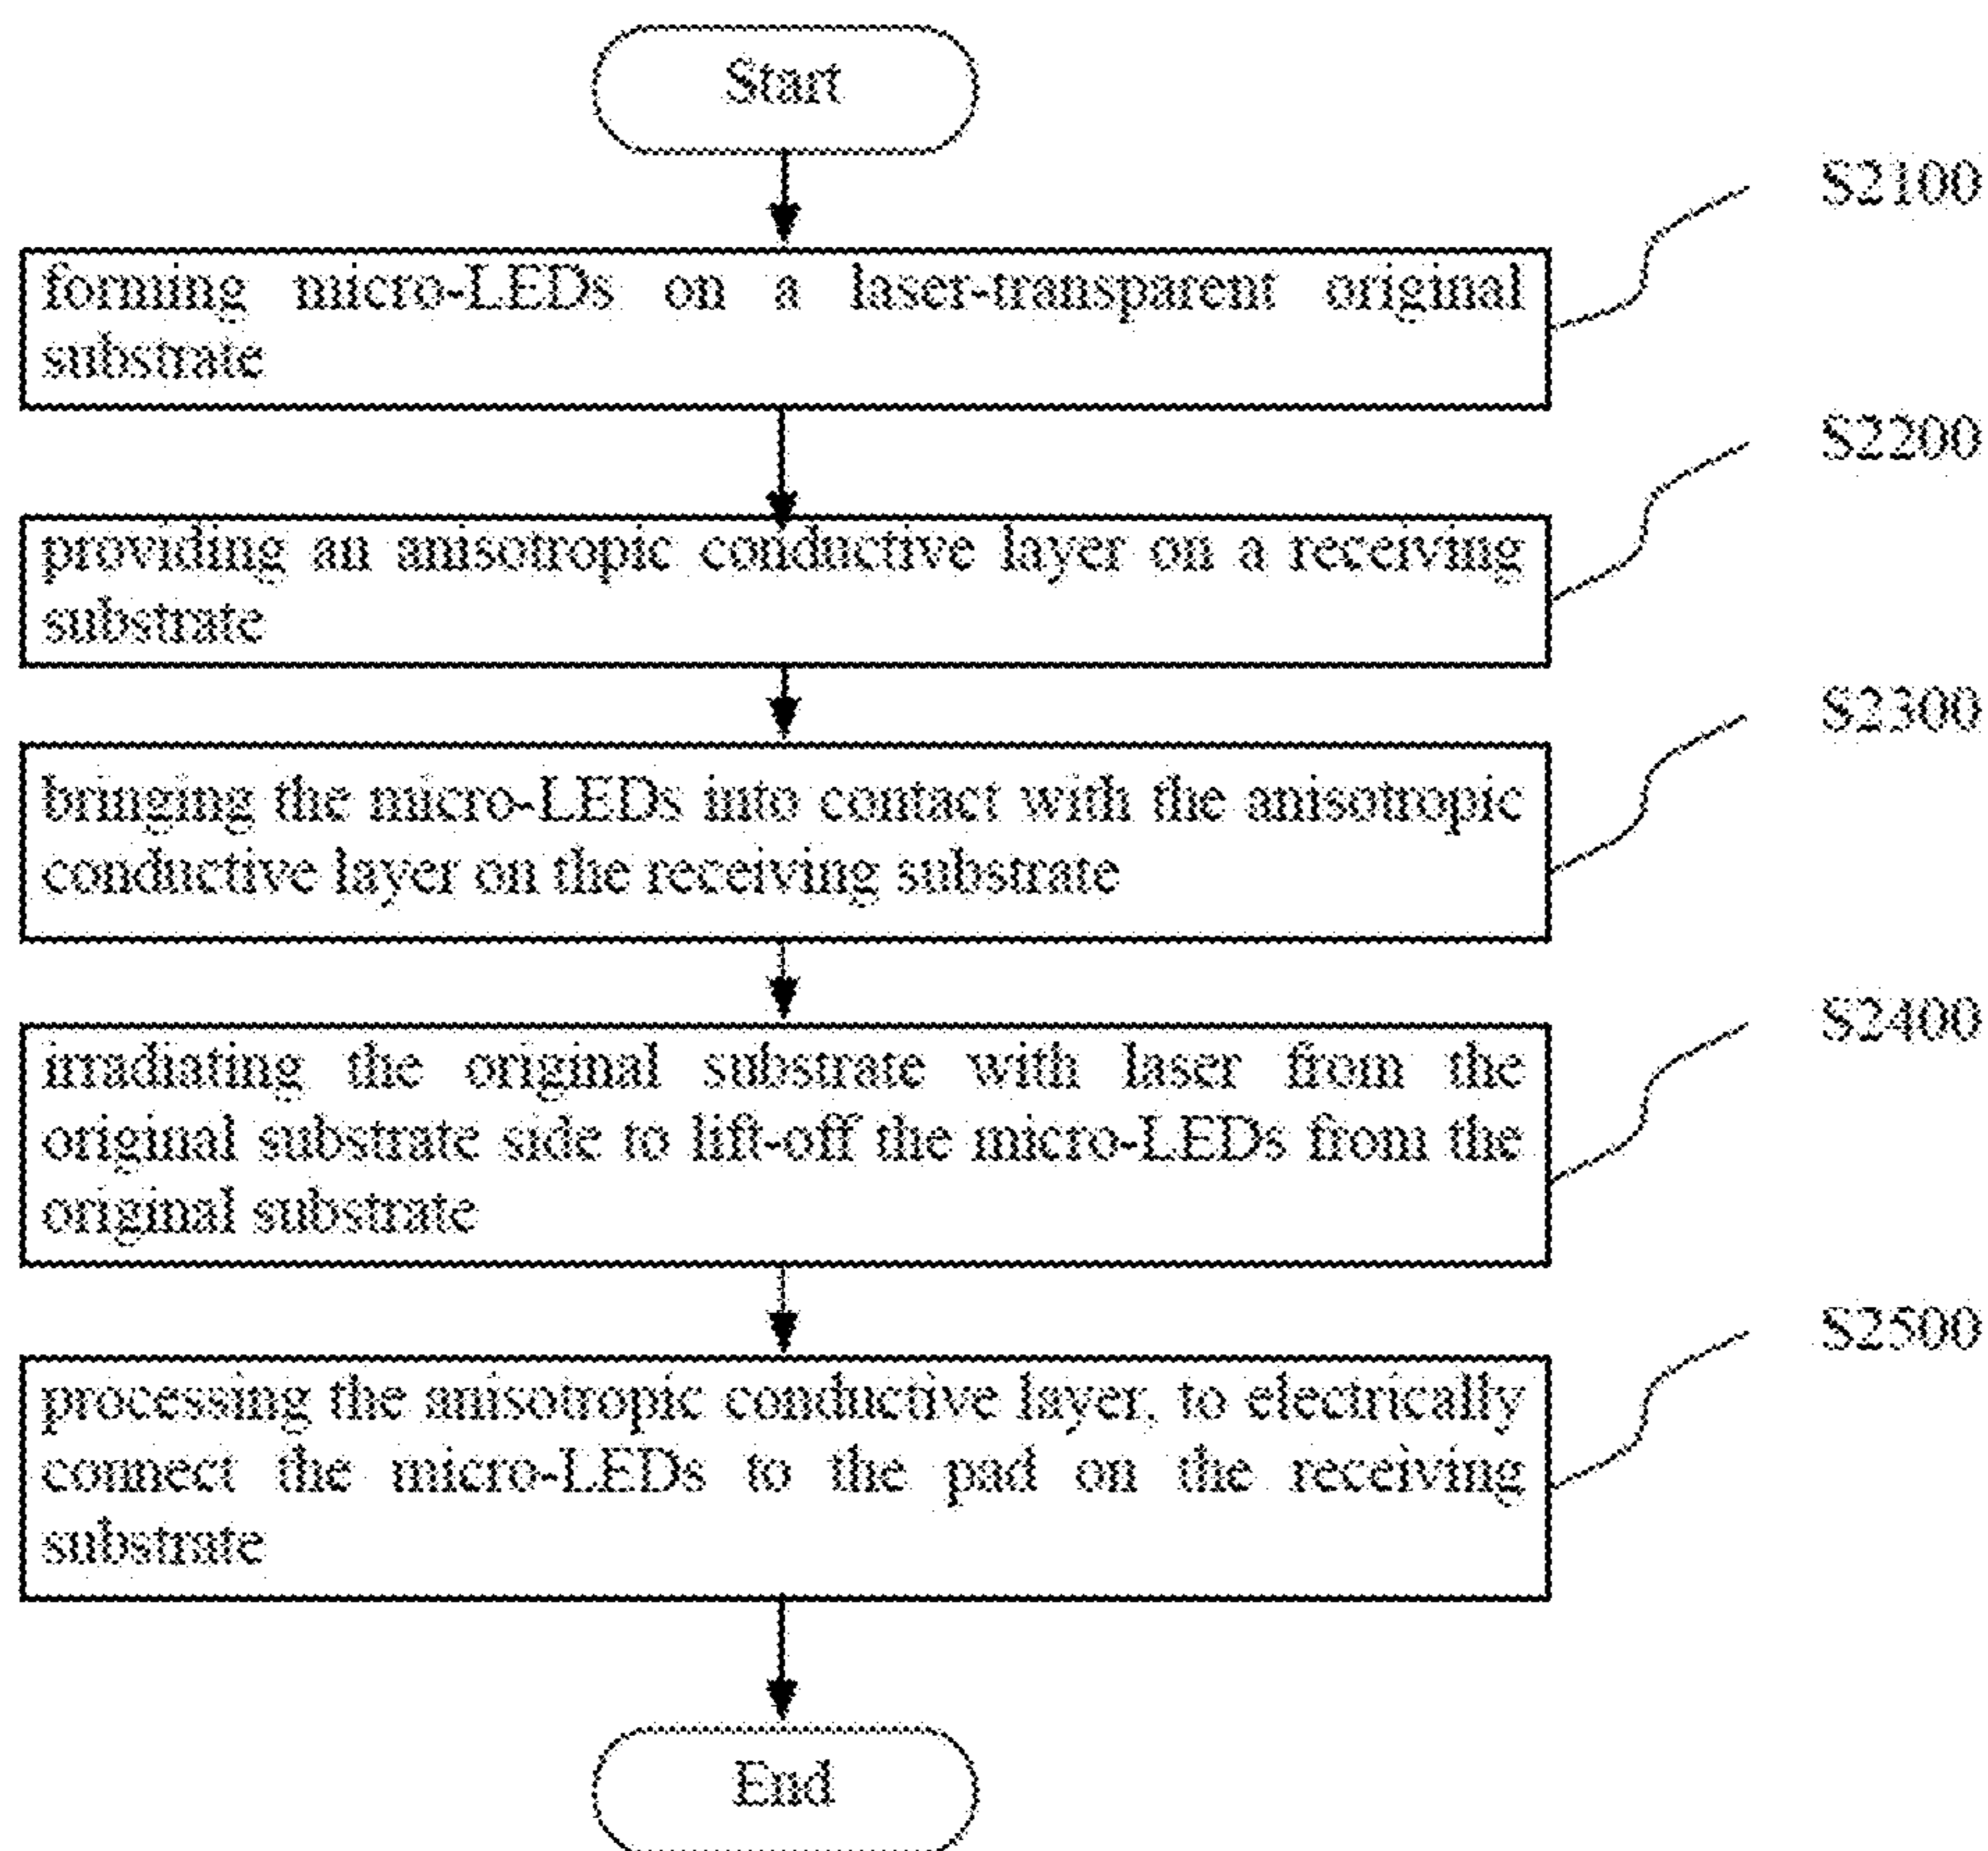 Start
S2100
forming micro-LEDs on a laser-transparent original
substrate
S2200
providing an anisotropic conductive layer on a receiving
substrate
S2300
bringing the micro-LEDs into contact with the anisotropic
conductive layer on the receiving substrate
S2400
irradiating the original substrate with laser from the
original substrate side to lift-off the micro-LEDs from the
original substrate
S2500
processing the anisotropic conductive layer, to electrically
connect the micro-LEDs to the pad on the receiving
substrate
End